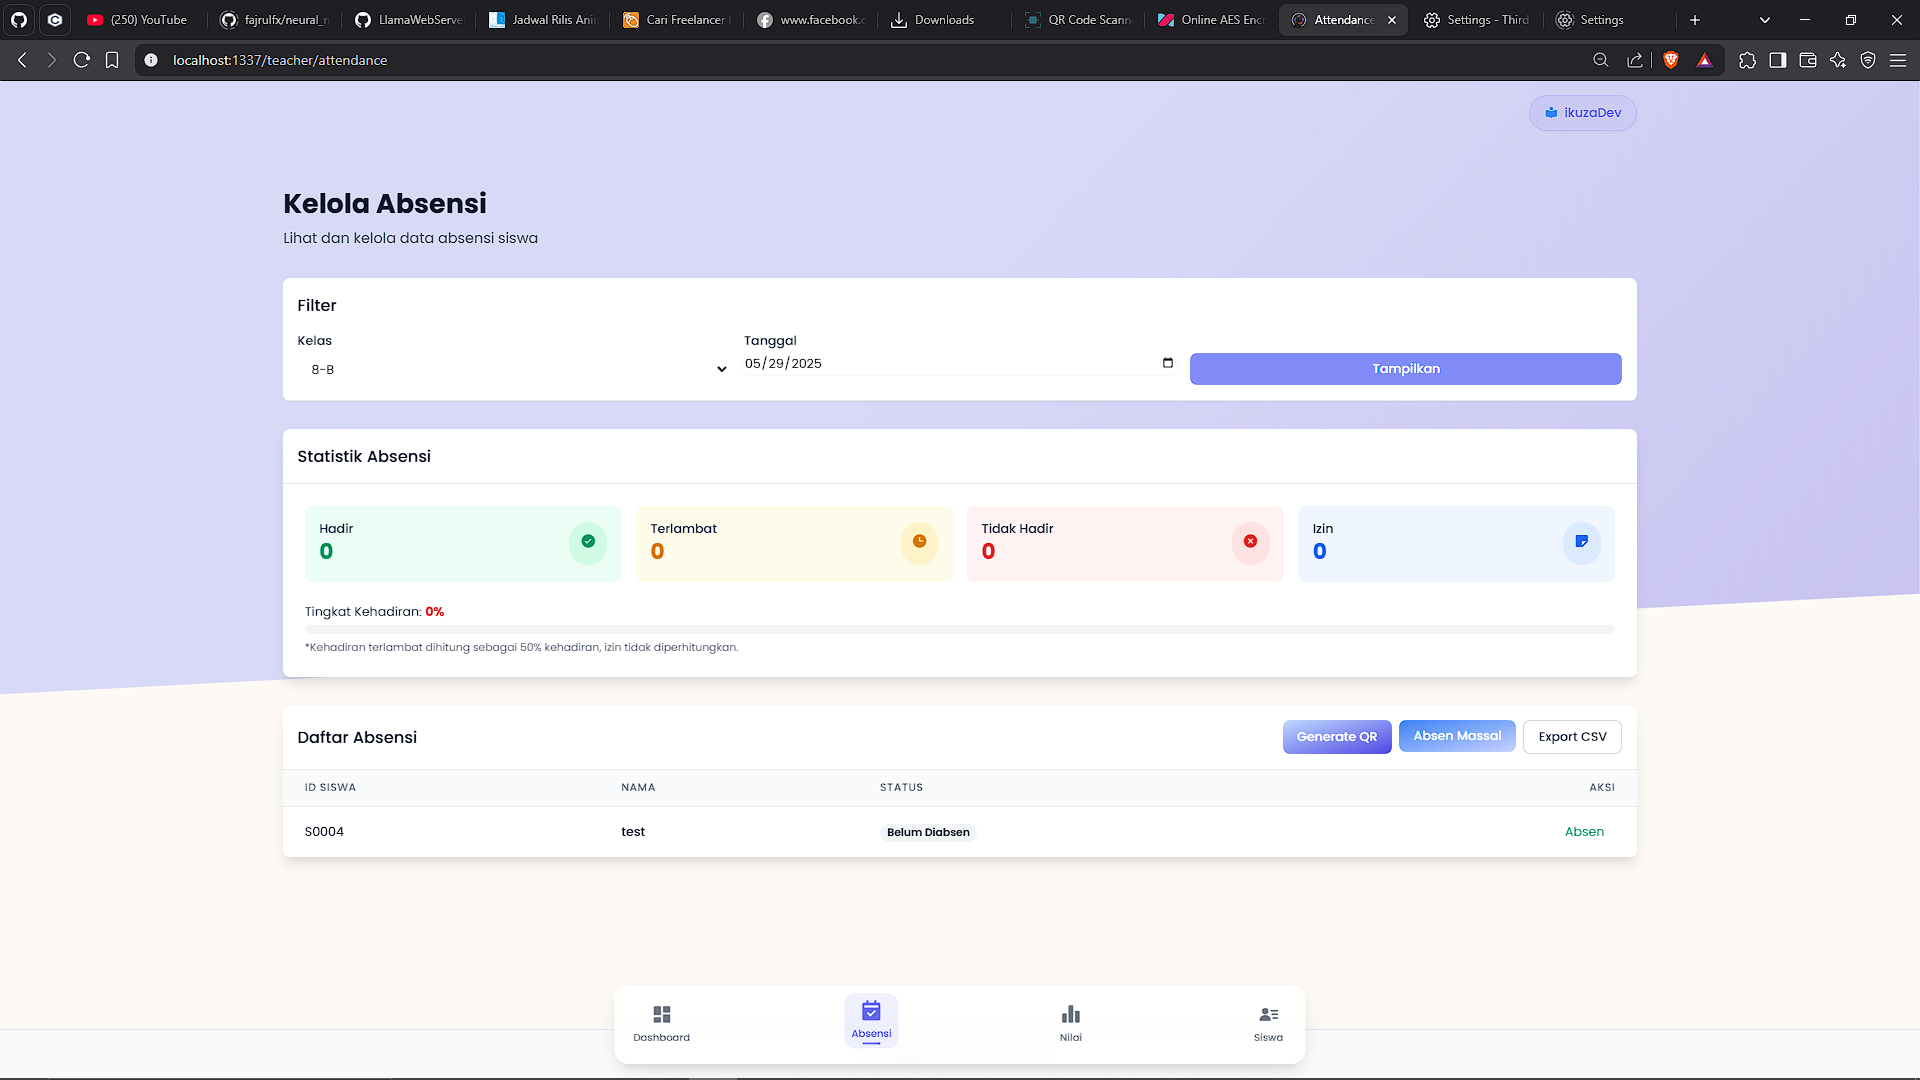 (250) YouTube
fajrulfx/neural_n
LlamaWebServe
Jadwal Rilis Anim
Cari Freelancer
www.facebook.c
Downloads
QR Code Scann
Online AES Encr
Attendance
Settings - Third
Settings
localhost:1337/teacher/attendance
ikuzaDev
Kelola Absensi
Lihat dan kelola data absensi siswa
Filter
Kelas
Tanggal
8-B
05/29/2025
Tampilkan
Statistik Absensi
Hadir
0
Terlambat
0
Tidak Hadir
0
Izin
0
Tingkat Kehadiran: 0%
*Kehadiran terlambat dihitung sebagai 50% kehadiran, izin tidak diperhitungkan.
Daftar Absensi
Generate QR
Absen Massal
Export CSV
ID SISWA
NAMA
STATUS
AKSI
S0004
test
Belum Diabsen
Absen
Dashboard
Absensi
Nilai
Siswa